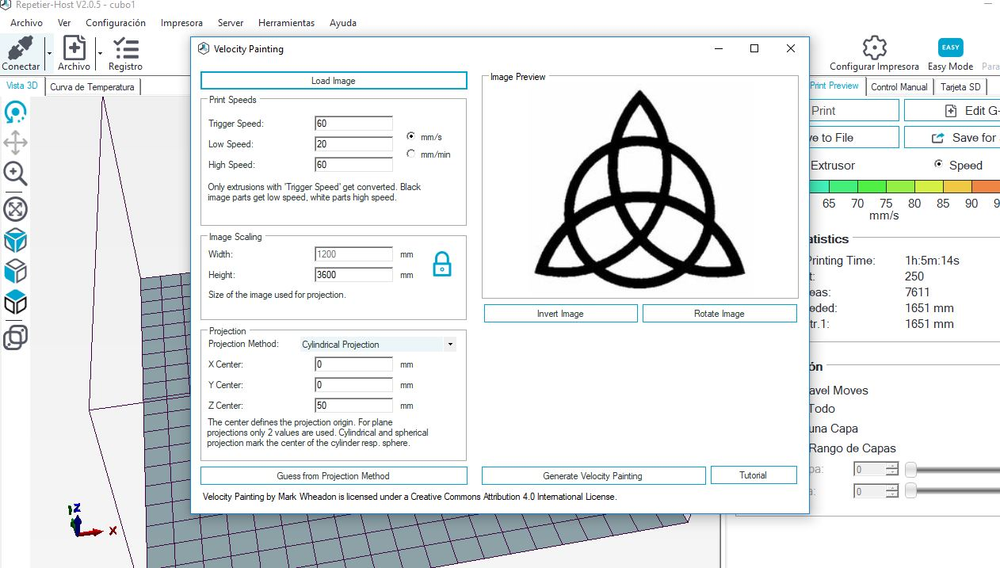 Repetier-Host V2.0.5 - cubo1
Archivo Ver Configuración Impresora Server Herramientas Ayuda
Conectar Archivo Registro
Configurar Impresora Easy Mode Para
EASY
Vista 3D Curva de Temperatura
Velocity Painting
Load Image
Print Speeds
Trigger Speed: 60
Low Speed: 20
High Speed: 60
mm/s
mm/min
Only extrusions with 'Trigger Speed' get converted. Black
image parts get low speed, white parts high speed.
Image Scaling
Width: 1200 mm
Height: 3600 mm
Size of the image used for projection.
Projection
Projection Method: Cylindrical Projection
X Center: 0 mm
Y Center: 0 mm
Z Center: 50 mm
The center defines the projection origin. For plane
projections only 2 values are used. Cylindrical and spherical
projection mark the center of the cylinder resp. sphere.
Guess from Projection Method
Image Preview
Invert Image Rotate Image
Generate Velocity Painting Tutorial
Velocity Painting by Mark Wheadon is licised under a Creative Commons Attribution 4.0 International License.
Print Preview Control Manual Tarjeta SD
Print Edit G-
ve to File Save for
Extrusor Speed
65 70 75 80 85 90 9
mm/s
atistics
Printing Time: 1h:5m:14s
t: 250
eas: 7611
eded: 1651 mm
tr.1: 1651 mm
ón
avel Moves
Todo
una Capa
Rango de Capas
pa: 0
a: 0
Y Z X